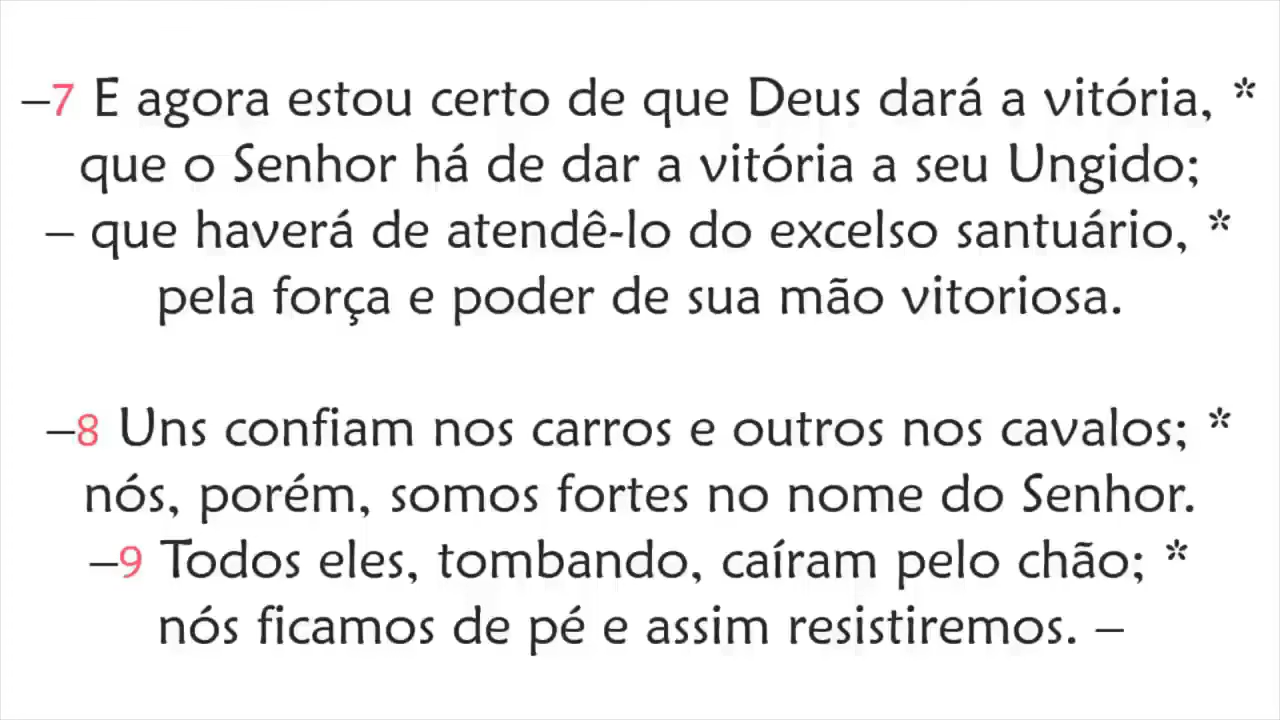 –7 E agora estou certo de que Deus dará a vitória, *
que o Senhor há de dar a vitória a seu Ungido;
– que haverá de atendê-lo do excelso santuário, *
pela força e poder de sua mão vitoriosa.
–8 Uns confiam nos carros e outros nos cavalos; *
nós, porém, somos fortes no nome do Senhor.
–9 Todos eles, tombando, caíram pelo chão; *
nós ficamos de pé e assim resistiremos. –